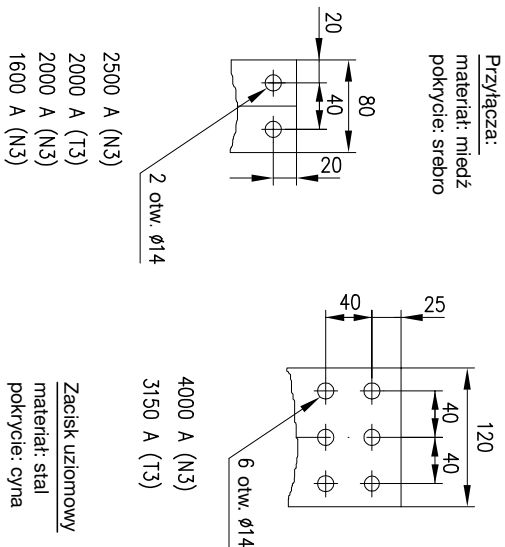 Przyłącza:
materiał: miedź
pokrycie: srebro
20
80
40
20
2 otw. ø14
2500 A (N3)
2000 A (T3)
2000 A (N3)
1600 A (N3)
120
40
40
25
40
6 otw. ø14
4000 A (N3)
3150 A (T3)
Zacisk uziomowy
materiał: stal
pokrycie: cyna